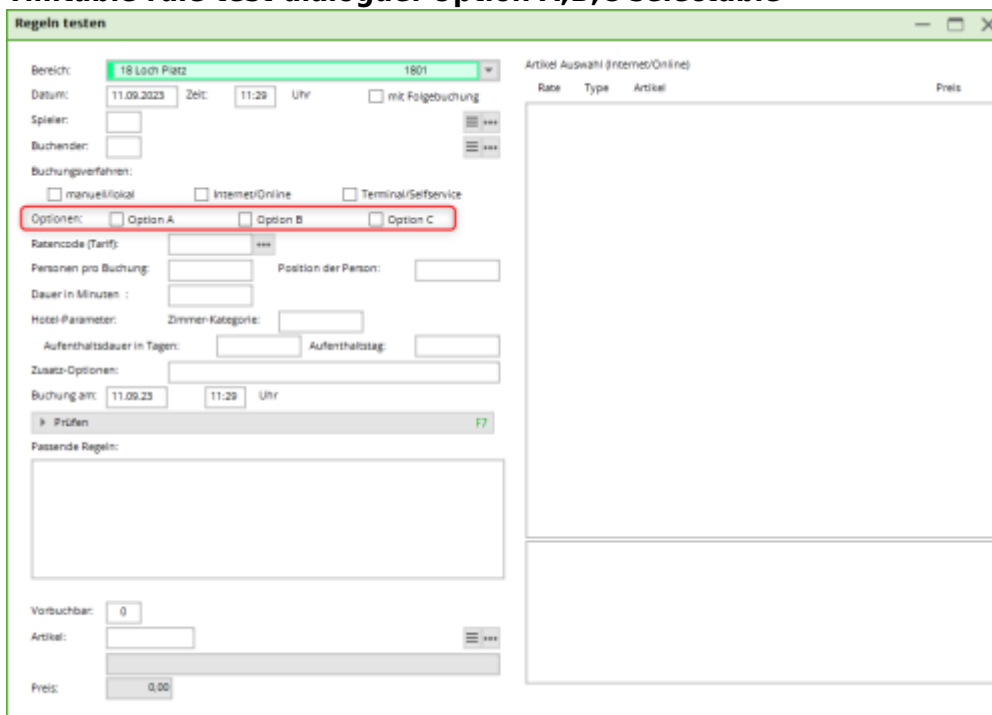 Regeln testen
Bereich: 18 Loch Platz 1801
Datum: 11.09.2023 Zeit: 11:29 Uhr mit Folgebuchung
Spieler:
Buchender:
Buchungsverfahren:
manuell/lokal Internet/Online Terminal/Selfservice
Optionen: Option A Option B Option C
Ratencode (Tarif):
Personen pro Buchung: Position der Person:
Dauer in Minuten :
Hotel-Parameter: Zimmer-Kategorie:
Aufenthaltsdauer in Tagen: Aufenthaltstag:
Zusatz-Optionen:
Buchung am: 11.09.23 11:29 Uhr
Prüfen F7
Passende Regeln:
Vorbuchbar: 0
Artikel:
Preis: 0,00
Artikel Auswahl (Internet/Online)
Rate Type Artikel Preis